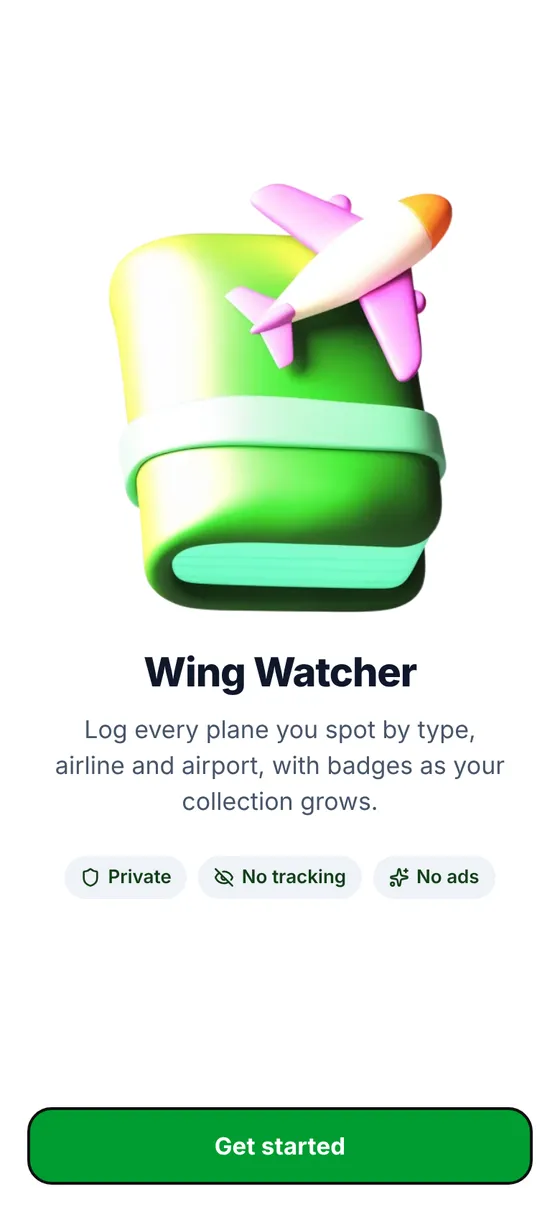 Wing Watcher
Log every plane you spot by type,
airline and airport, with badges as your
collection grows.
Private
No tracking
No ads
Get started